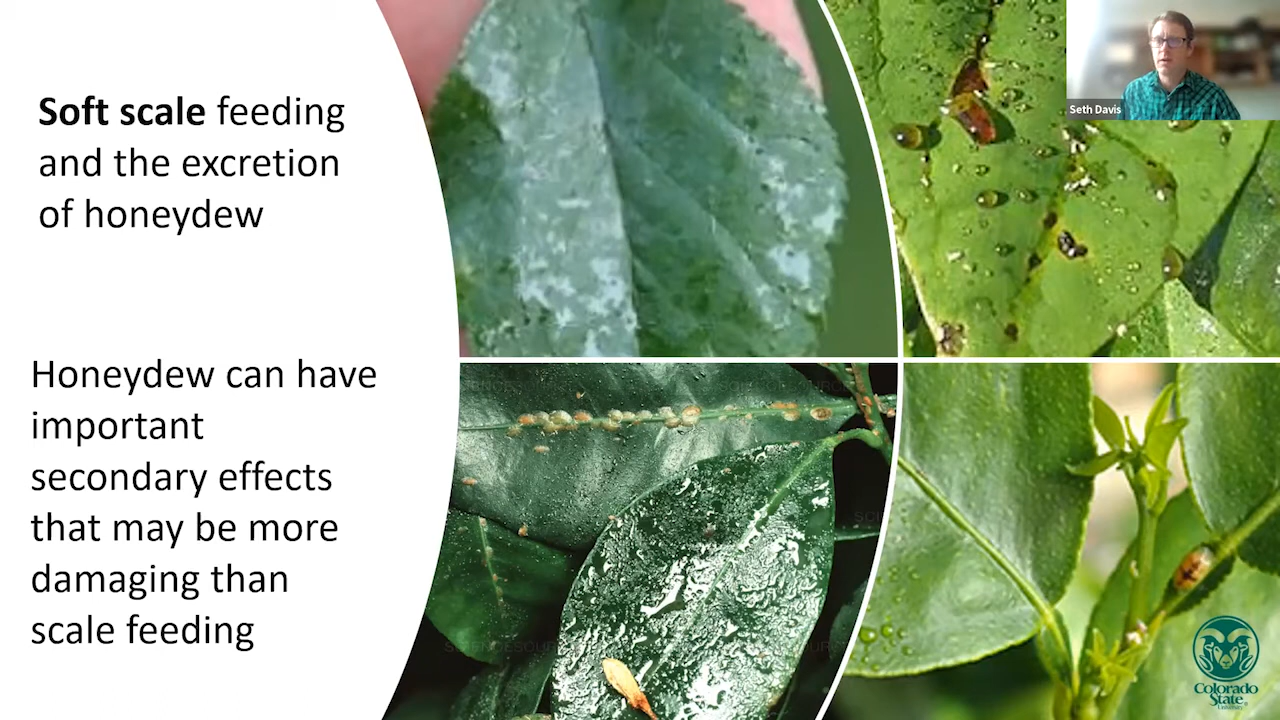 Soft scale feeding
and the excretion
of honeydew
Honeydew can have
important
secondary effects
that may be more
damaging than
scale feeding
Seth Davis
Colorado
State
University